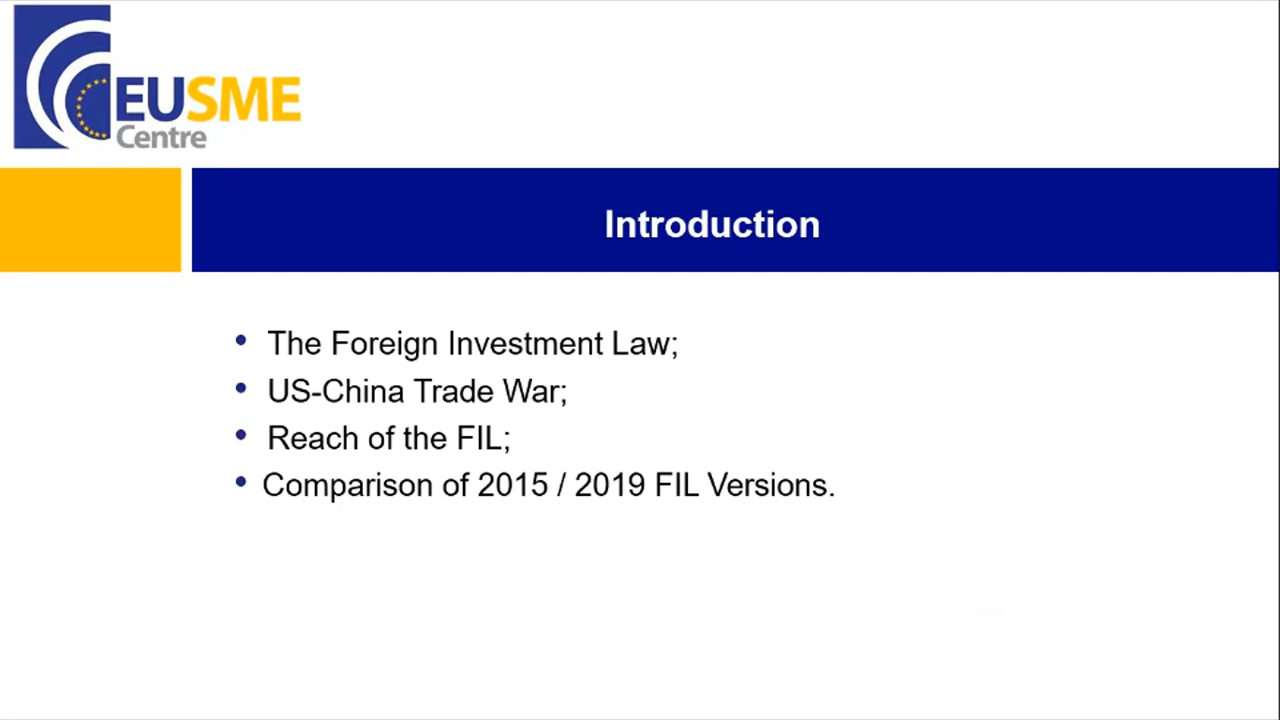 EUSME
Centre
Introduction
• The Foreign Investment Law;
• US-China Trade War;
• Reach of the FIL;
• Comparison of 2015 / 2019 FIL Versions.